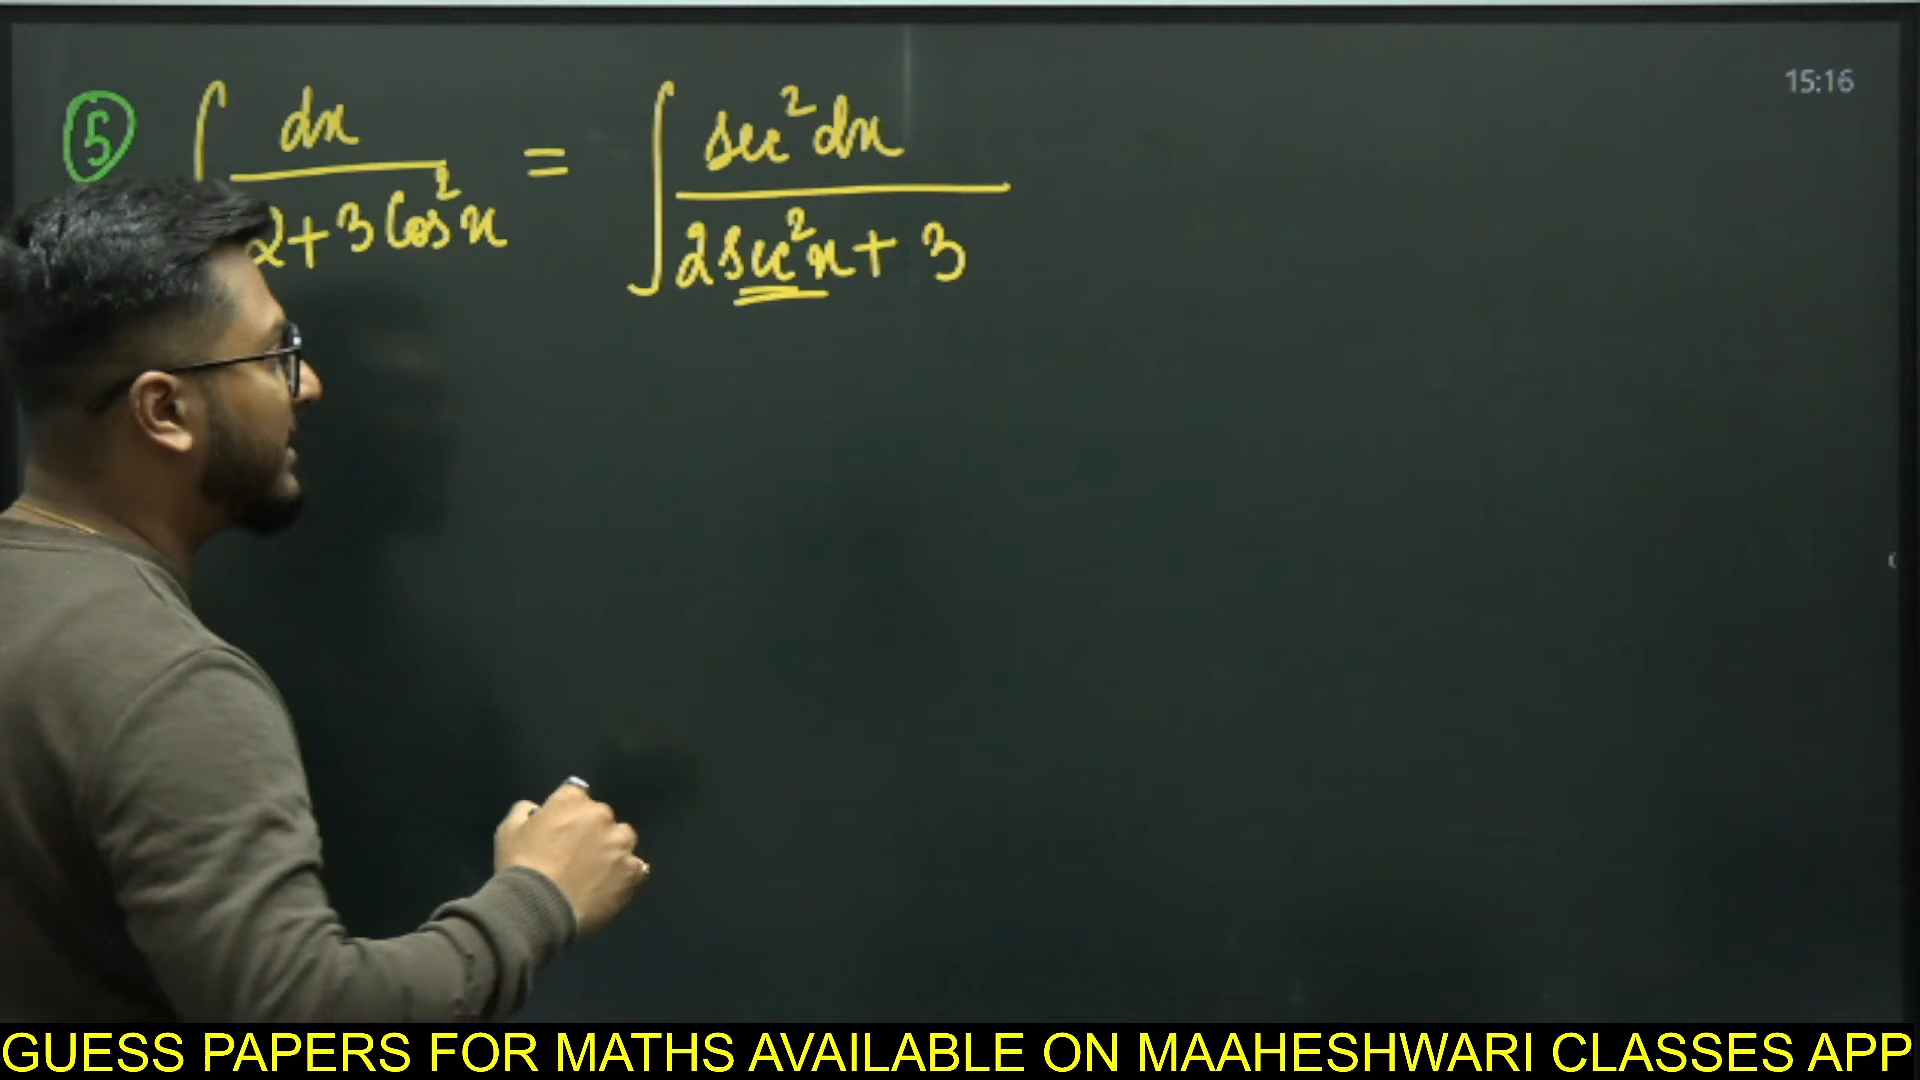 15:16
5 ∫ dx / 2+3Cos²x = ∫ sec²dx / 2sec²x+3
GUESS PAPERS FOR MATHS AVAILABLE ON MAAHESHWARI CLASSES APP